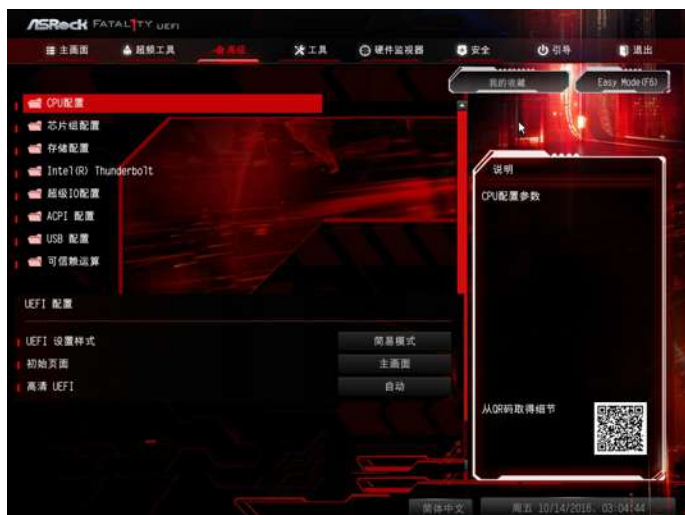 ASRock FATAL1TY UEFI
主画面 超频工具 高级 工具 硬件监视器 安全 引导 退出
我的收藏 Easy Mode(F6)
CPU配置
芯片组配置
存储配置
Intel(R) Thunderbolt
超级IO配置
ACPI 配置
USB 配置
可信赖运算
UEFI 配置
UEFI 设置样式 简易模式
初始页面 主画面
高清 UEFI 自动
说明
CPU配置参数
从QR码取得细节
简体中文 周五 10/14/2016, 03:04:44